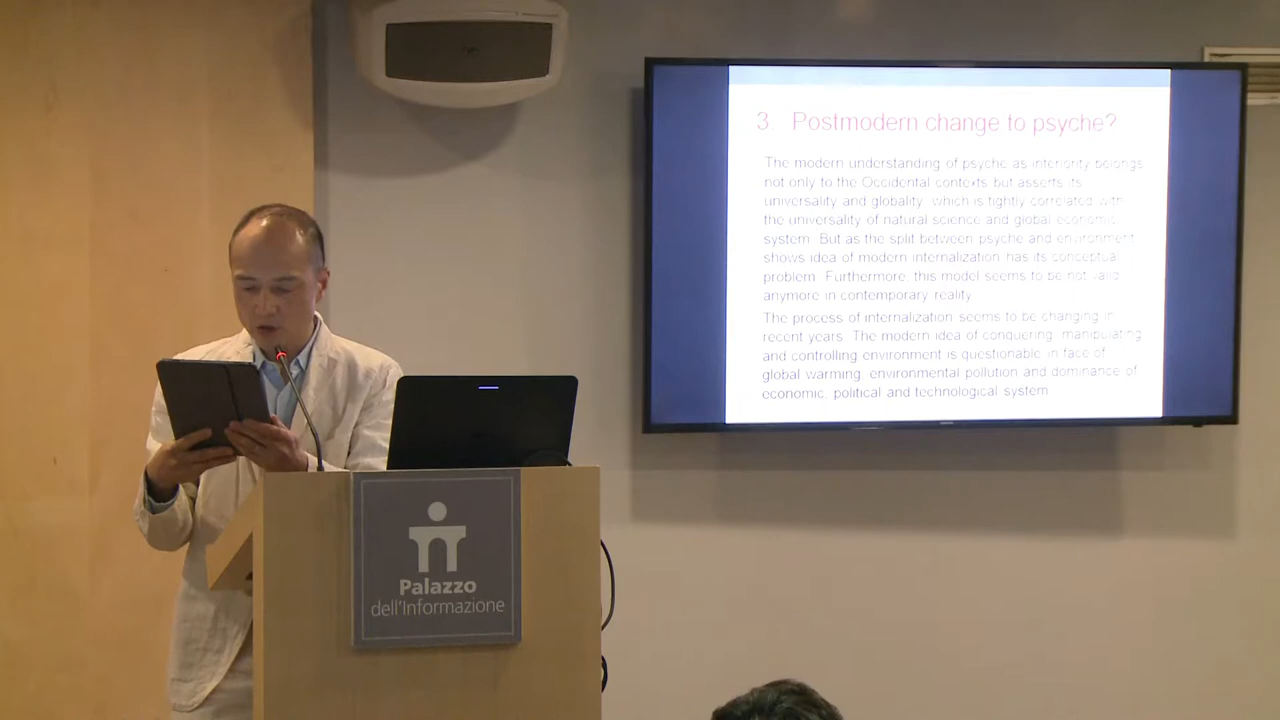 3. Postmodern change to psyche?
The modern understanding of psyche as interiority belongs
not only to the Occidental contexts but asserts its
universality and globality, which is tightly correlated with
the universality of natural science and global economic
system. But as the split between psyche and environment
shows idea of modern internalization has its conceptual
problem. Furthermore, this model seems to be not valid
anymore in contemporary reality.
The process of internalization seems to be changing in
recent years. The modern idea of conquering, manipulating
and controlling environment is questionable in face of
global warming, environmental pollution and dominance of
economic, political and technological system.
Palazzo
dell'Informazione